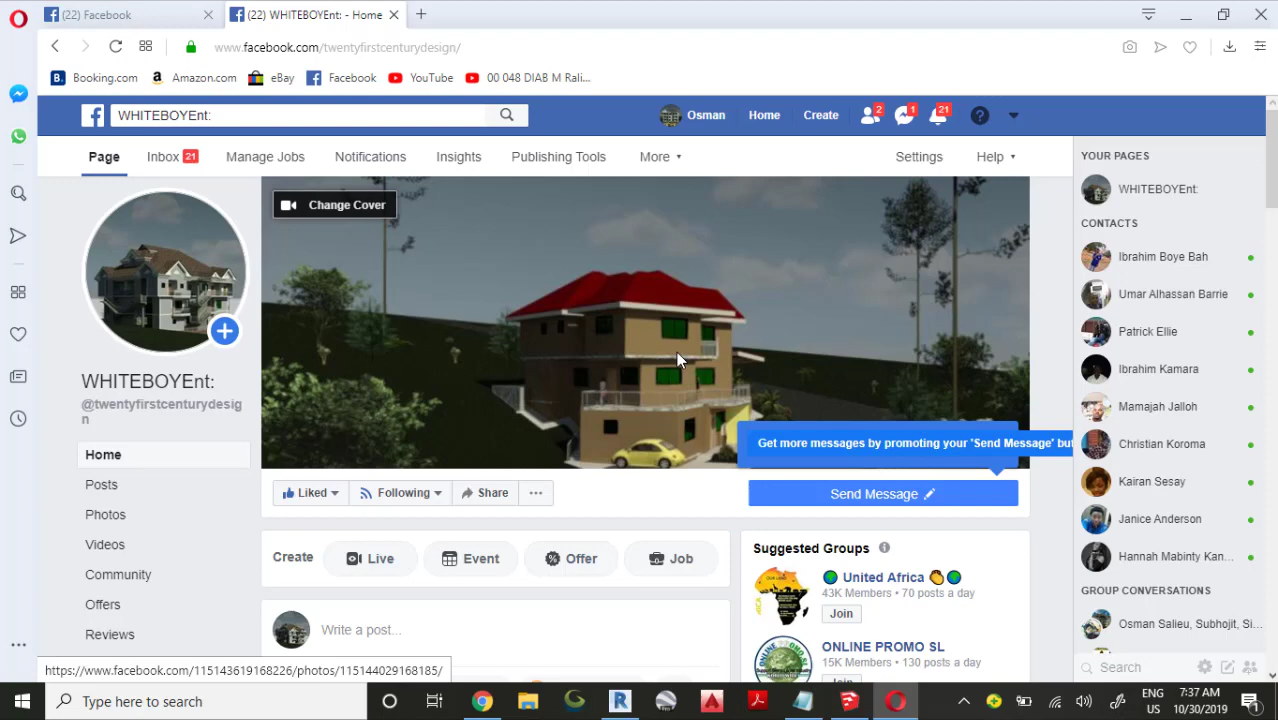 (22) Facebook
(22) WHITEBOYEnt: - Home
www.facebook.com/twentyfirstcenturydesign/
B. Booking.com
Amazon.com
eBay
Facebook
YouTube
00 048 DIAB M Rali...
WHITEBOYEnt:
Osman
Home
Create
2
1
21
Page
Inbox 21
Manage Jobs
Notifications
Insights
Publishing Tools
More
Settings
Help
Change Cover
WHITEBOYEnt:
@twentyfirstcenturydesig
n
Home
Posts
Photos
Videos
Community
Offers
Reviews
Get more messages by promoting your 'Send Message' but
Liked
Following
Share
Send Message
Create
Live
Event
Offer
Job
Write a post...
Suggested Groups
United Africa
43K Members • 70 posts a day
Join
ONLINE PROMO SL
15K Members • 130 posts a day
Join
YOUR PAGES
WHITEBOYEnt:
CONTACTS
Ibrahim Boye Bah
Umar Alhassan Barrie
Patrick Ellie
Ibrahim Kamara
Mamajah Jalloh
Christian Koroma
Kairan Sesay
Janice Anderson
Hannah Mabinty Kan...
GROUP CONVERSATIONS
Osman Salieu, Subhojit, Si...
Search
https://www.facebook.com/115143619168226/photos/115144029168185/
Type here to search
ENG
US
7:37 AM
10/30/2019
1